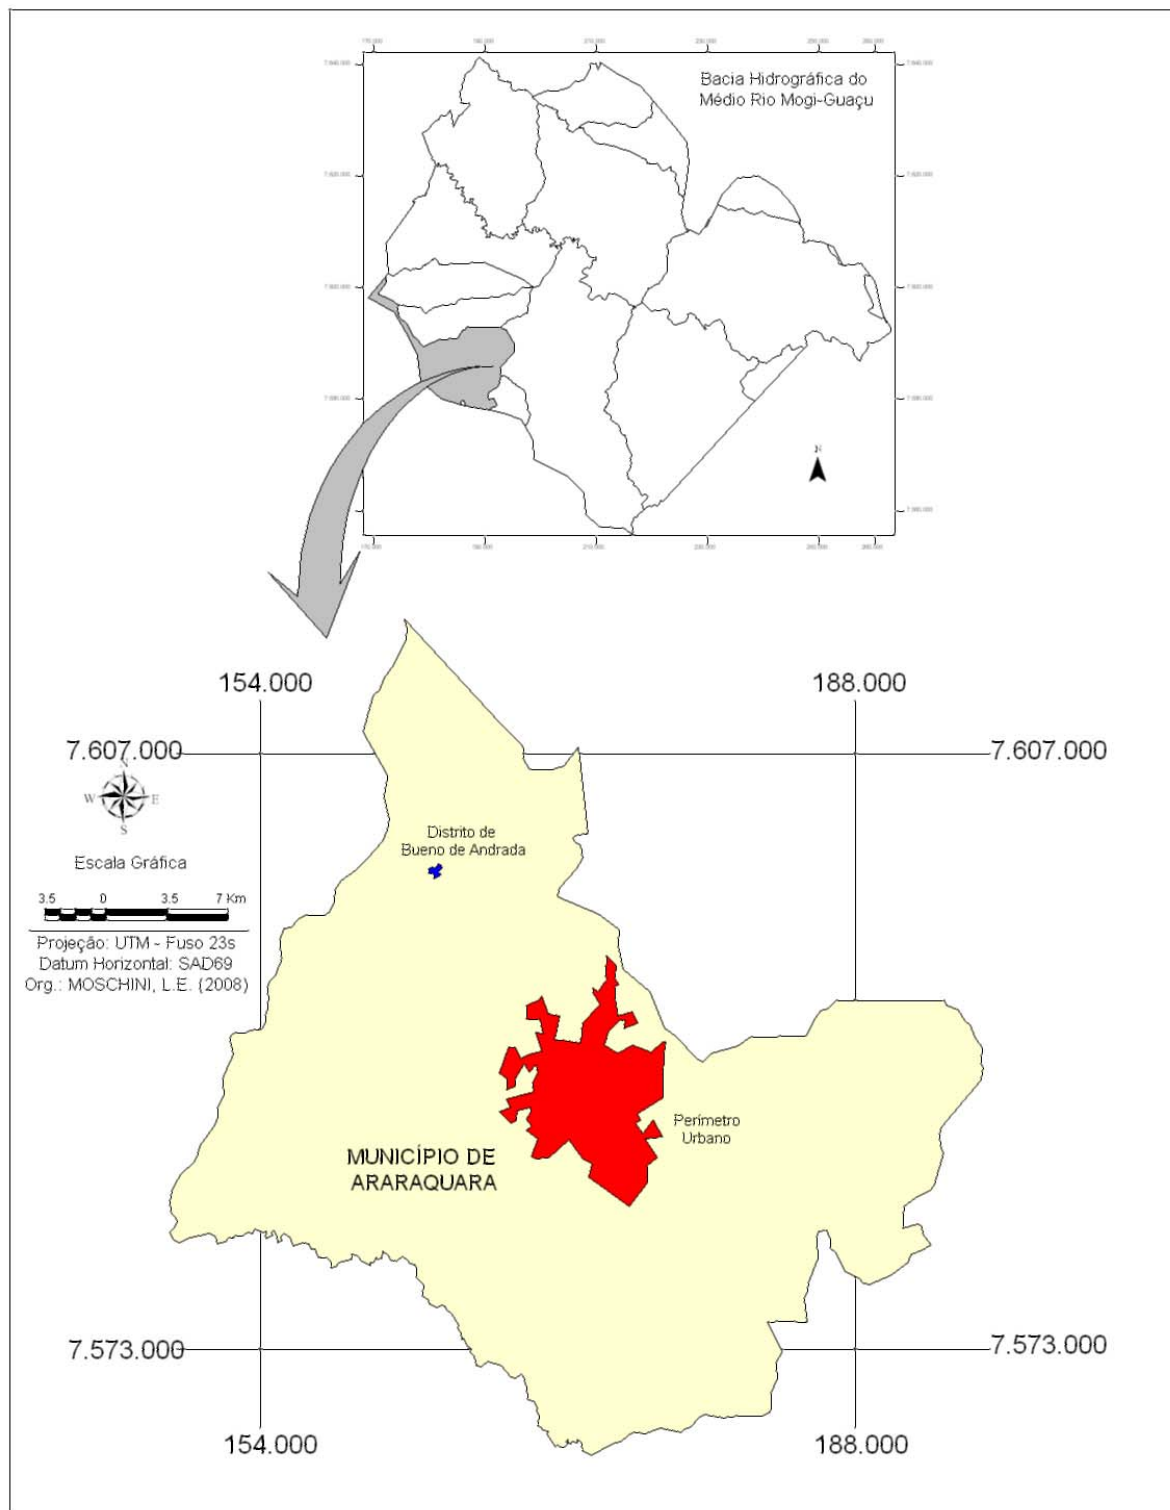 Bacia Hidrográfica do
Médio Rio Mogi-Guaçu
N
154.000
188.000
7.607.000
7.607.000
N
W
E
S
Distrito de
Bueno de Andrada
Escala Gráfica
3.5 0 3.5 7 Km
Projeção: UTM - Fuso 23s
Datum Horizontal: SAD69
Org.: MOSCHINI, L.E. (2008)
Perímetro
Urbano
MUNICÍPIO DE
ARARAQUARA
7.573.000
7.573.000
154.000
188.000